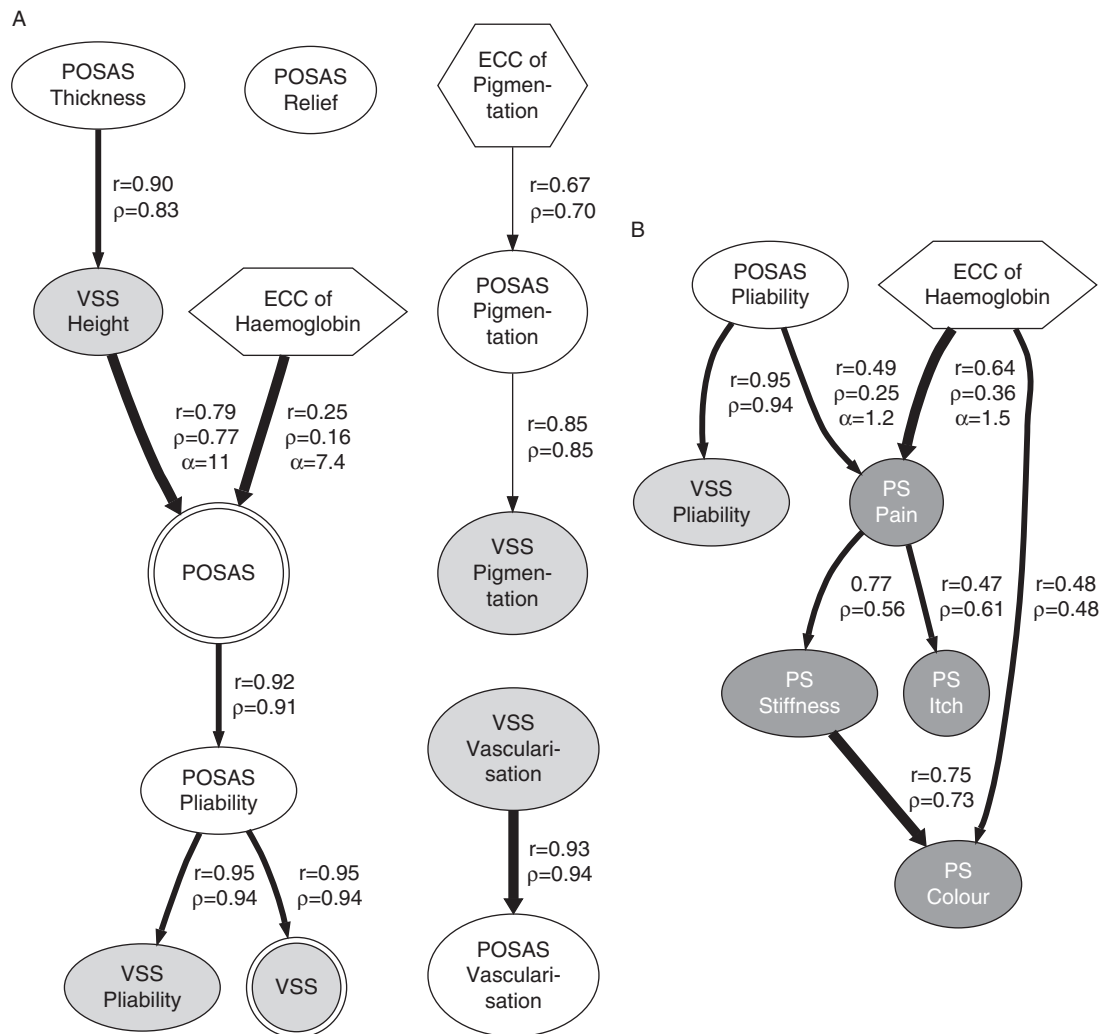 A
POSAS
Thickness
POSAS
Relief
ECC of
Pigmen-
tation
r=0.90
ρ=0.83
r=0.67
ρ=0.70
VSS
Height
ECC of
Haemoglobin
POSAS
Pigmen-
tation
r=0.79
ρ=0.77
α=11
r=0.25
ρ=0.16
α=7.4
r=0.85
ρ=0.85
POSAS
VSS
Pigmen-
tation
r=0.92
ρ=0.91
POSAS
Pliability
VSS
Vasculari-
sation
r=0.95
ρ=0.94
r=0.95
ρ=0.94
r=0.93
ρ=0.94
VSS
Pliability
VSS
POSAS
Vasculari-
sation
B
POSAS
Pliability
ECC of
Haemoglobin
r=0.95
ρ=0.94
r=0.49
ρ=0.25
α=1.2
r=0.64
ρ=0.36
α=1.5
VSS
Pliability
PS
Pain
0.77
ρ=0.56
r=0.47
ρ=0.61
r=0.48
ρ=0.48
PS
Stiffness
PS
Itch
r=0.75
ρ=0.73
PS
Colour